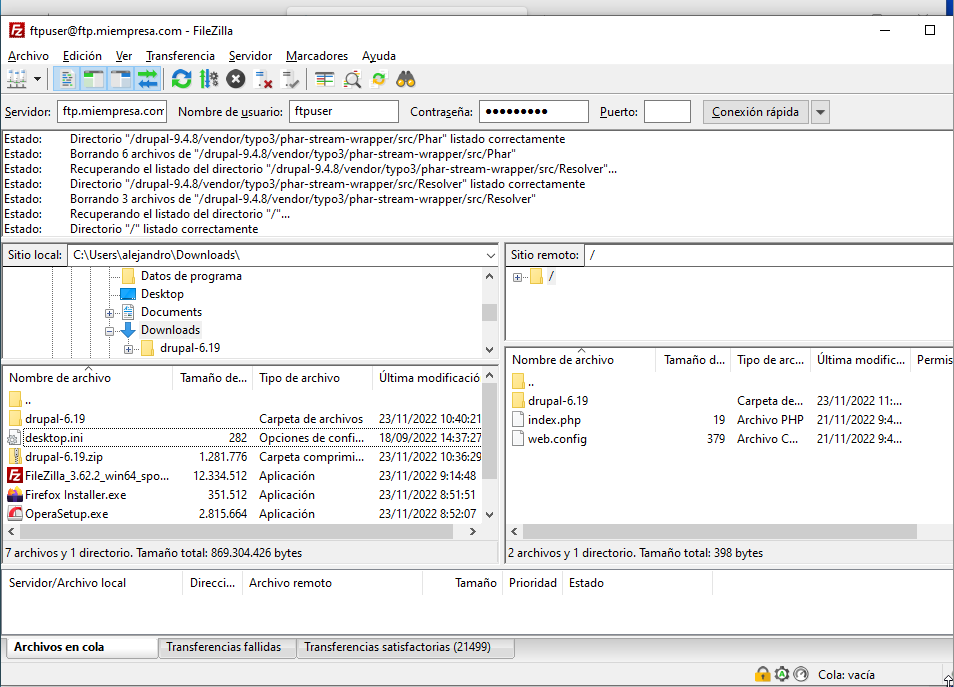 ftpuser@ftp.miempresa.com - FileZilla
Archivo Edición Ver Transferencia Servidor Marcadores Ayuda
Servidor: ftp.miempresa.com Nombre de usuario: ftpuser Contraseña: ●●●●●●●●● Puerto: Conexión rápida
Estado: Directorio "/drupal-9.4.8/vendor/typo3/phar-stream-wrapper/src/Phar" listado correctamente
Estado: Borrando 6 archivos de "/drupal-9.4.8/vendor/typo3/phar-stream-wrapper/src/Phar"
Estado: Recuperando el listado del directorio "/drupal-9.4.8/vendor/typo3/phar-stream-wrapper/src/Resolver"...
Estado: Directorio "/drupal-9.4.8/vendor/typo3/phar-stream-wrapper/src/Resolver" listado correctamente
Estado: Borrando 3 archivos de "/drupal-9.4.8/vendor/typo3/phar-stream-wrapper/src/Resolver"
Estado: Recuperando el listado del directorio "/"...
Estado: Directorio "/" listado correctamente
Sitio local: C:\Users\alejandro\Downloads\
Datos de programa
Desktop
Documents
Downloads
drupal-6.19
Nombre de archivo Tamaño de... Tipo de archivo Última modificació
..
drupal-6.19 Carpeta de archivos 23/11/2022 10:40:21
desktop.ini 282 Opciones de confi... 18/09/2022 14:37:27
drupal-6.19.zip 1.281.776 Carpeta comprimi... 23/11/2022 10:36:29
FileZilla_3.62.2_win64_spo... 12.334.512 Aplicación 23/11/2022 9:14:48
Firefox Installer.exe 351.512 Aplicación 23/11/2022 8:51:51
OperaSetup.exe 2.815.664 Aplicación 23/11/2022 8:52:07
7 archivos y 1 directorio. Tamaño total: 869.304.426 bytes
Sitio remoto: /
/
Nombre de archivo Tamaño d... Tipo de arc... Última modific... Permis
..
drupal-6.19 Carpeta de... 23/11/2022 11:...
index.php 19 Archivo PHP 21/11/2022 9:4...
web.config 379 Archivo C... 21/11/2022 9:4...
2 archivos y 1 directorio. Tamaño total: 398 bytes
Servidor/Archivo local Direcci... Archivo remoto Tamaño Prioridad Estado
Archivos en cola Transferencias fallidas Transferencias satisfactorias (21499)
Cola: vacía